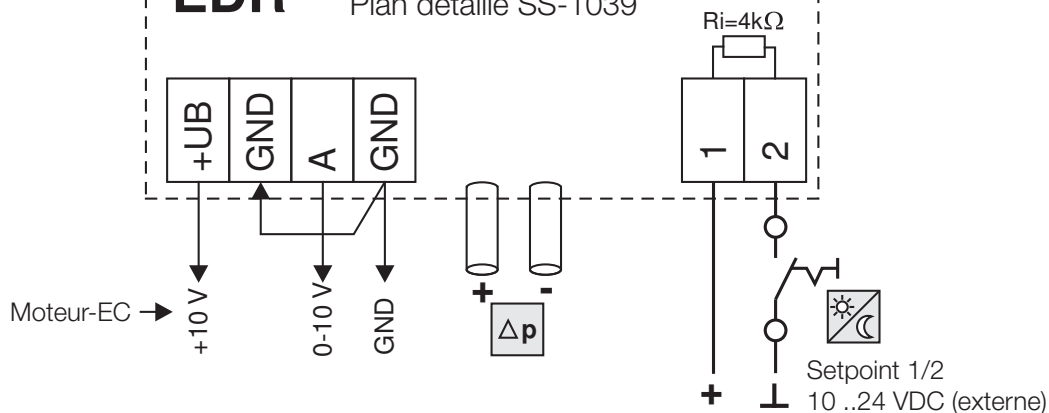 EDR
Plan détaillé SS-1039
Ri=4kΩ
+UB
GND
A
GND
1
2
Moteur-EC
+10 V
0-10 V
GND
+
-
Δp
+
Setpoint 1/2
10 ..24 VDC (externe)